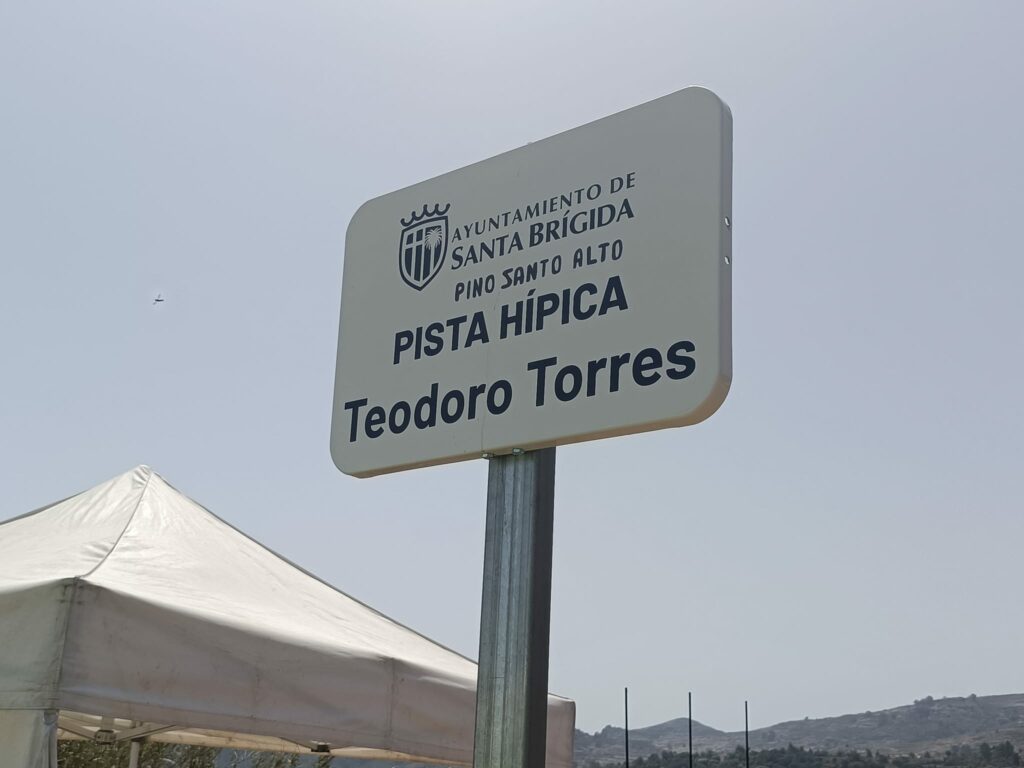 AYUNTAMIENTO DE
SANTA BRÍGIDA
PINO SANTO ALTO
PISTA HÍPICA
Teodoro Torres